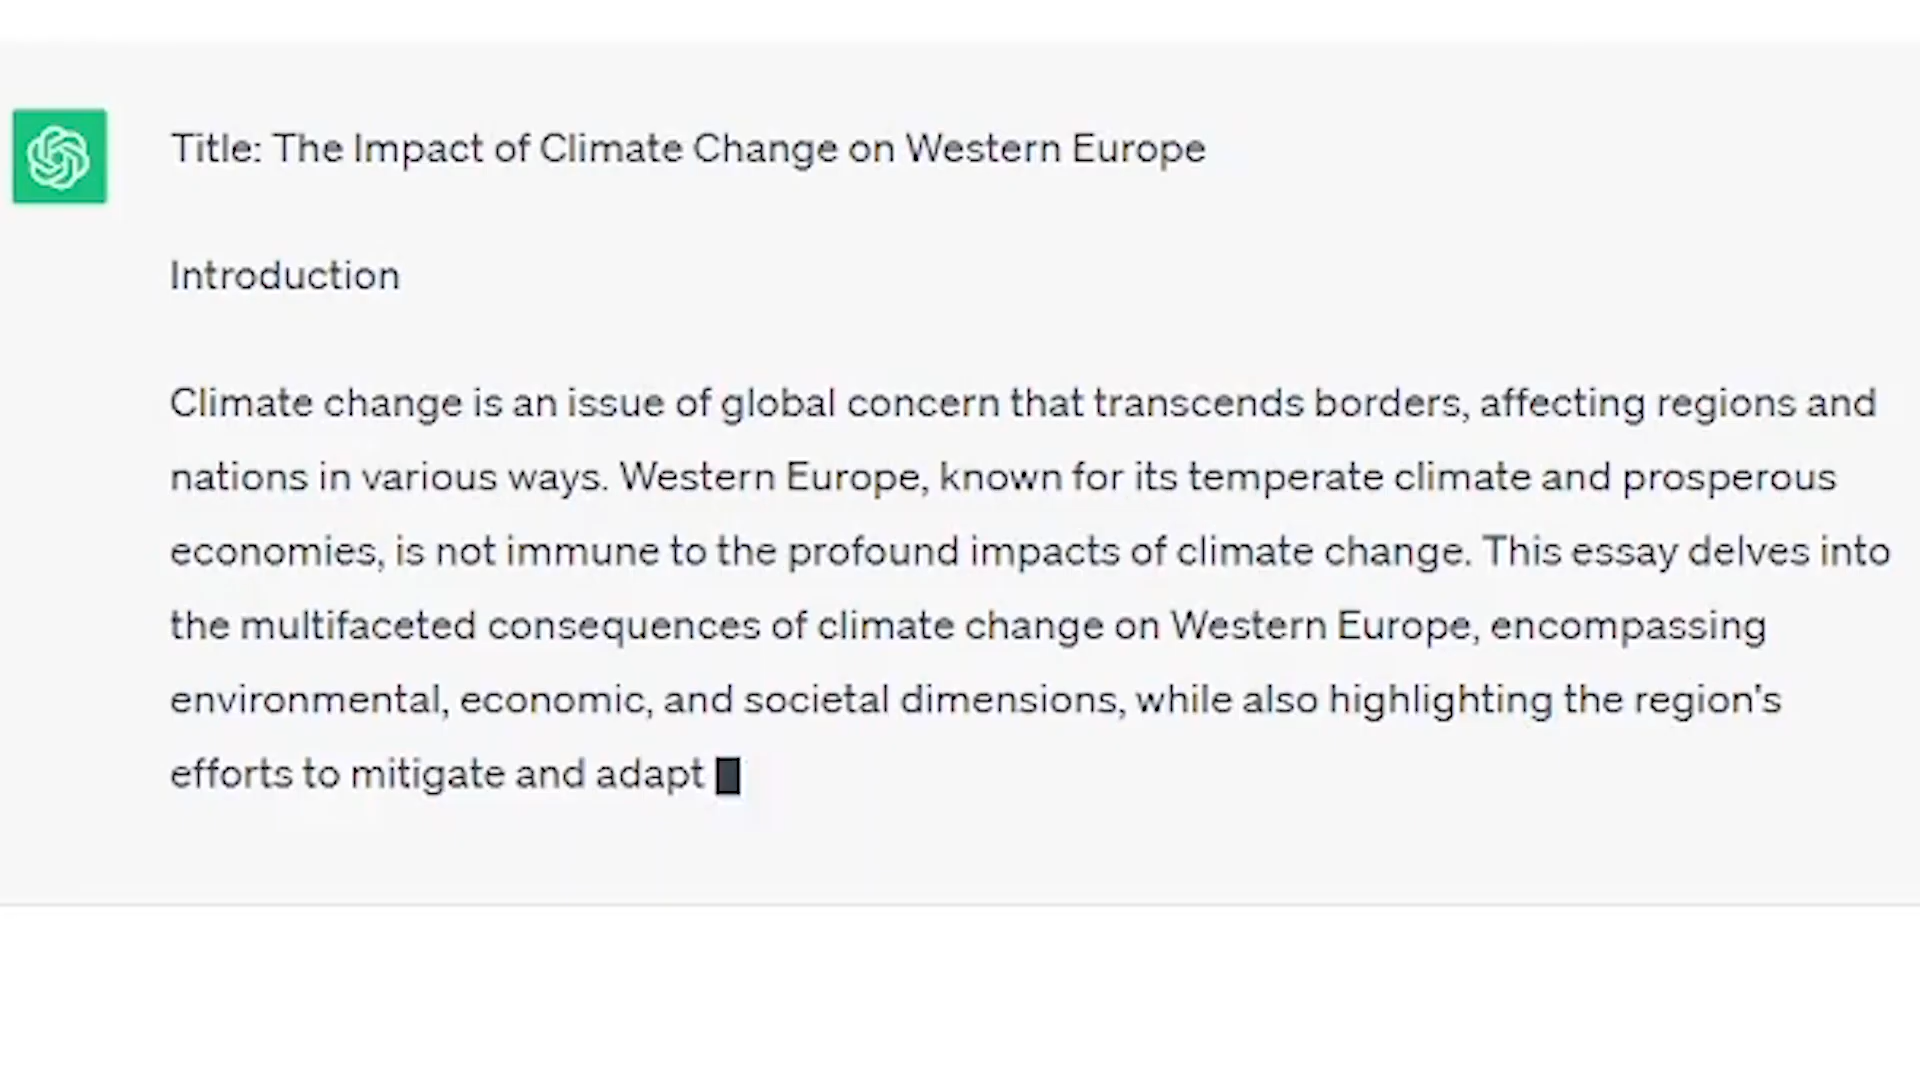 Title: The Impact of Climate Change on Western Europe
Introduction
Climate change is an issue of global concern that transcends borders, affecting regions and
nations in various ways. Western Europe, known for its temperate climate and prosperous
economies, is not immune to the profound impacts of climate change. This essay delves into
the multifaceted consequences of climate change on Western Europe, encompassing
environmental, economic, and societal dimensions, while also highlighting the region's
efforts to mitigate and adapt